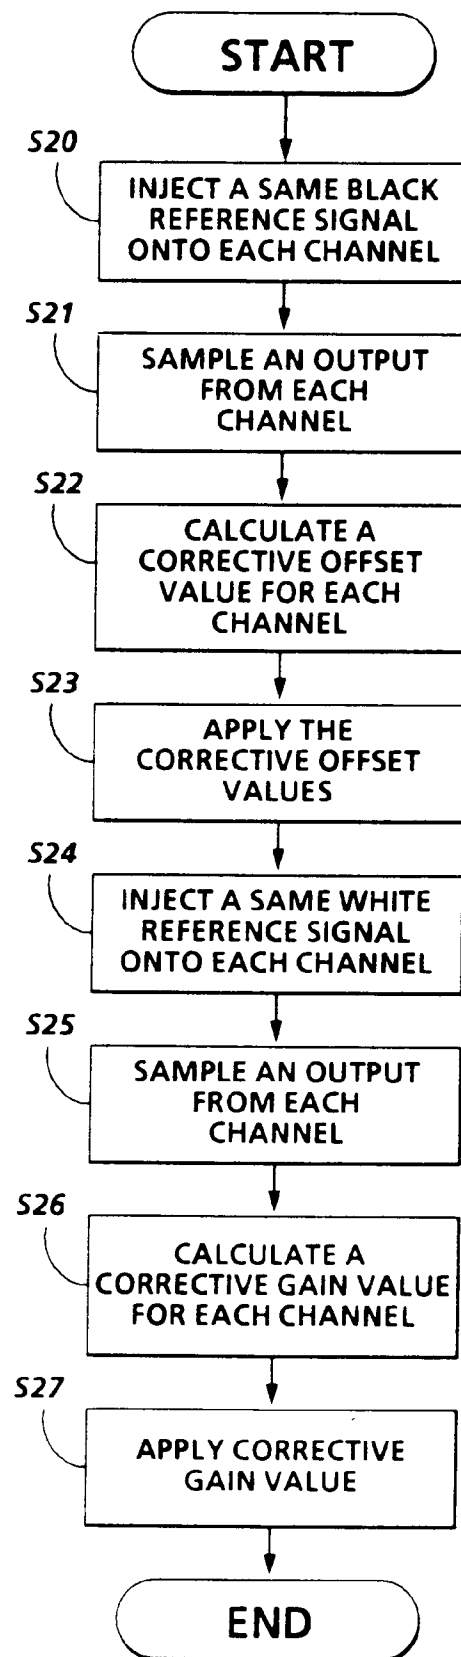 START
S20
INJECT A SAME BLACK
REFERENCE SIGNAL
ONTO EACH CHANNEL
S21
SAMPLE AN OUTPUT
FROM EACH
CHANNEL
S22
CALCULATE A
CORRECTIVE OFFSET
VALUE FOR EACH
CHANNEL
S23
APPLY THE
CORRECTIVE OFFSET
VALUES
S24
INJECT A SAME WHITE
REFERENCE SIGNAL
ONTO EACH CHANNEL
S25
SAMPLE AN OUTPUT
FROM EACH
CHANNEL
S26
CALCULATE A
CORRECTIVE GAIN VALUE
FOR EACH CHANNEL
S27
APPLY CORRECTIVE
GAIN VALUE
END